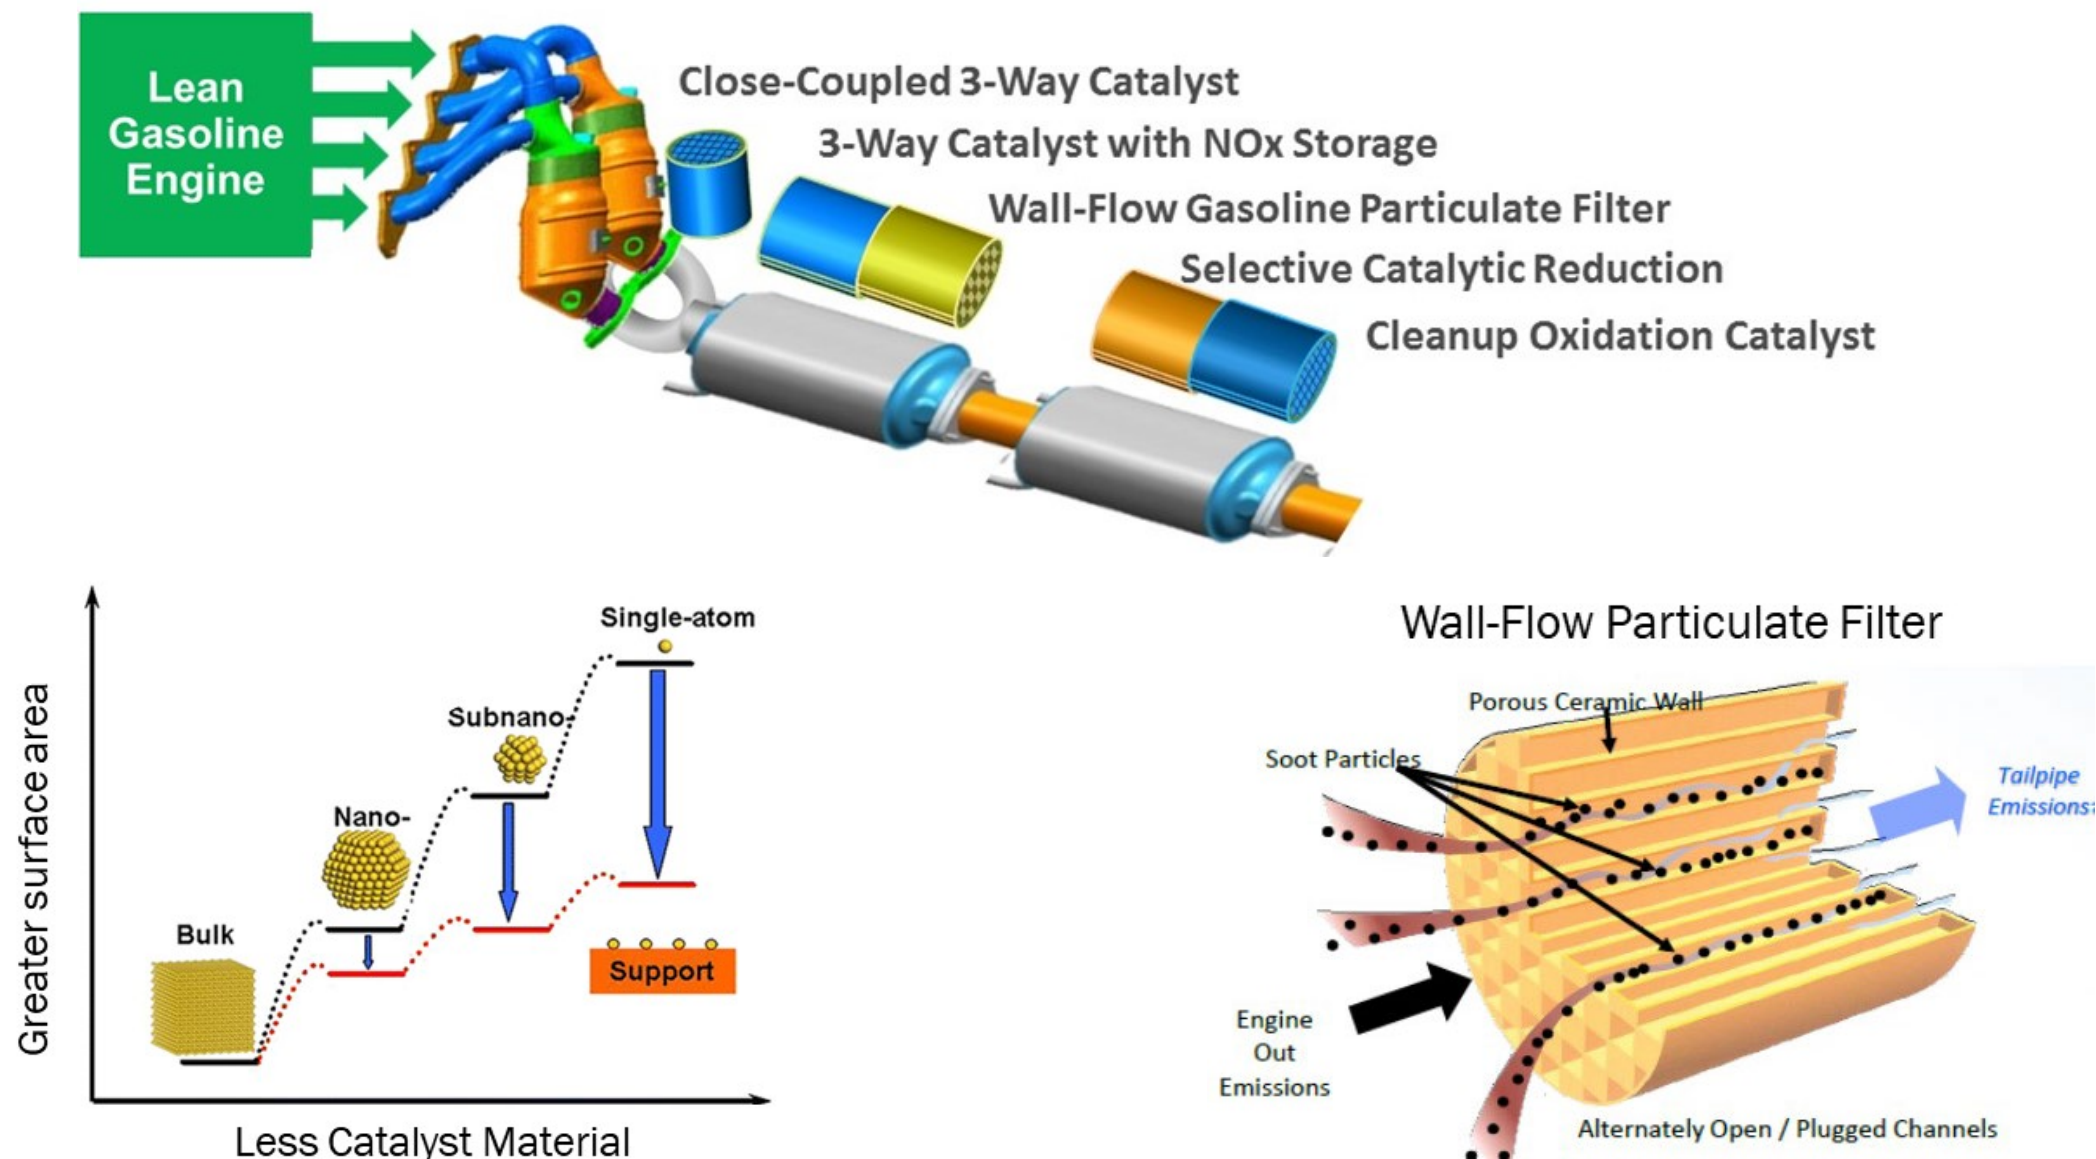 Lean
Gasoline
Engine
Close-Coupled 3-Way Catalyst
3-Way Catalyst with NOx Storage
Wall-Flow Gasoline Particulate Filter
Selective Catalytic Reduction
Cleanup Oxidation Catalyst
Greater surface area
Bulk
Nano-
Subnano-
Single-atom
Support
Less Catalyst Material
Wall-Flow Particulate Filter
Porous Ceramic Wall
Soot Particles
Tailpipe
Emissions
Engine
Out
Emissions
Alternately Open / Plugged Channels